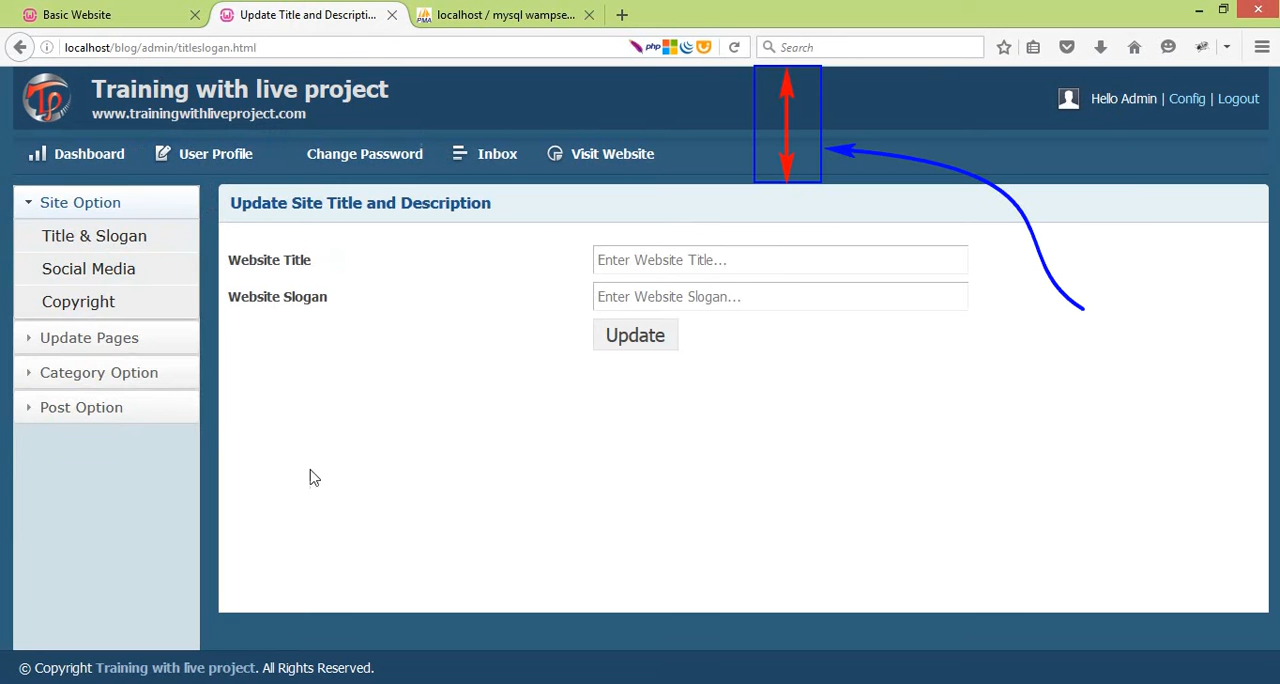 Basic Website
Update Title and Descripti...
PMA
localhost / mysql wampse...
localhost/blog/admin/titleslogan.html
php
Search
Training with live project
www.trainingwithliveproject.com
Hello Admin | Config | Logout
Dashboard
User Profile
Change Password
Inbox
Visit Website
Site Option
Title & Slogan
Social Media
Copyright
Update Pages
Category Option
Post Option
Update Site Title and Description
Website Title
Enter Website Title...
Website Slogan
Enter Website Slogan...
Update
© Copyright Training with live project. All Rights Reserved.